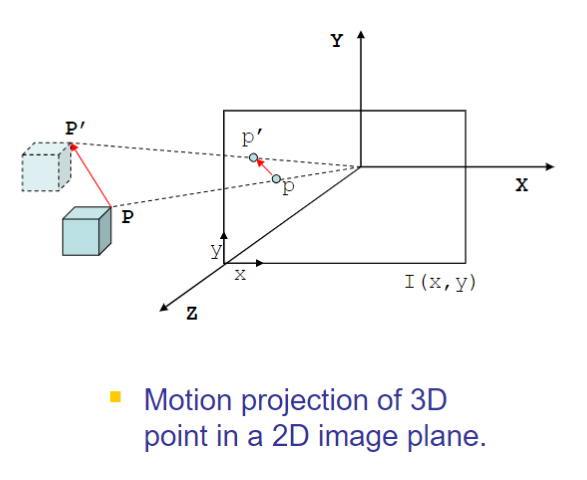 Y
P′
p′
p
P
X
y
x
I(x,y)
Z
Motion projection of 3D
point in a 2D image plane.